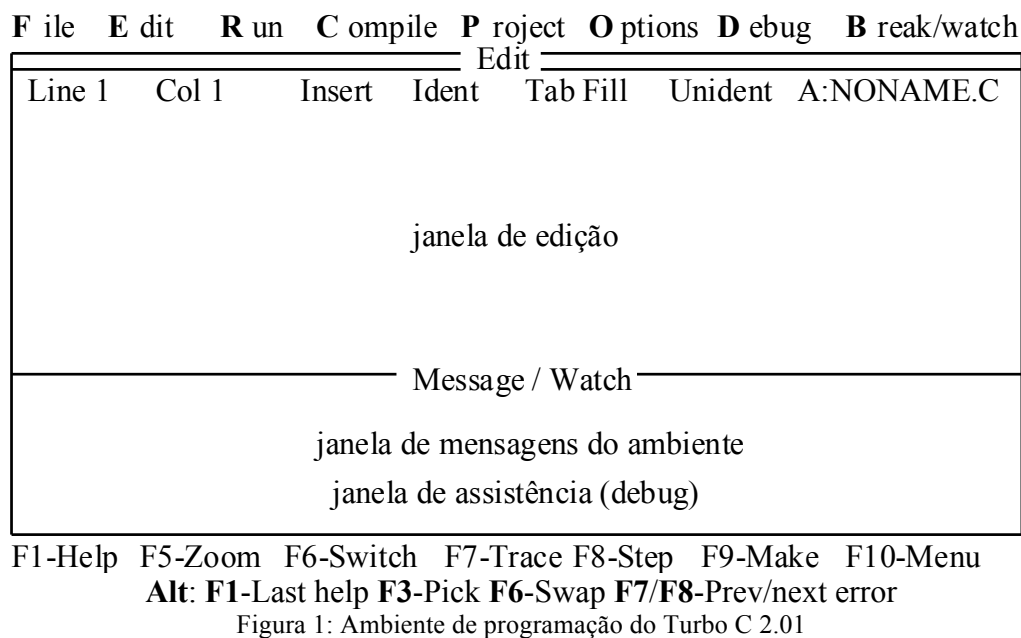 F ile E dit R un C ompile P roject O ptions D ebug B reak/watch
Edit
Line 1 Col 1 Insert Ident Tab Fill Unident A:NONAME.C
janela de edição
Message / Watch
janela de mensagens do ambiente
janela de assistência (debug)
F1-Help F5-Zoom F6-Switch F7-Trace F8-Step F9-Make F10-Menu
Alt: F1-Last help F3-Pick F6-Swap F7/F8-Prev/next error
Figura 1: Ambiente de programação do Turbo C 2.01